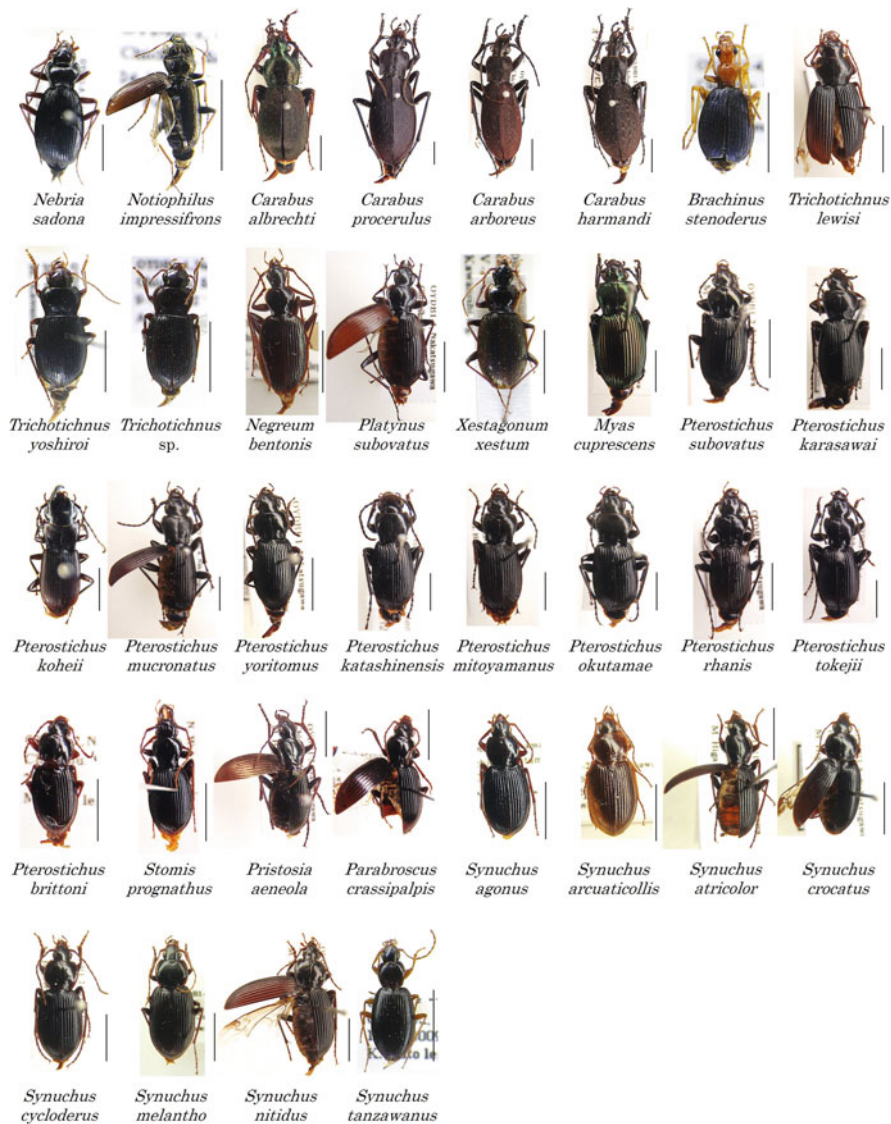 Nebria
sadona
Notiophilus
impressifrons
Carabus
albrechti
Carabus
procerulus
Carabus
arboreus
Carabus
harmandi
Brachinus
stenoderus
Trichotichnus
lewisi
Trichotichnus
yoshiroi
Trichotichnus
sp.
Negreum
bentonis
Platynus
subovatus
Xestagonum
xestum
Myas
cuprescens
Pterostichus
subovatus
Pterostichus
karasawai
Pterostichus
koheii
Pterostichus
mucronatus
Pterostichus
yoritomus
Pterostichus
katashinensis
Pterostichus
mitoyamanus
Pterostichus
okutamae
Pterostichus
rhanis
Pterostichus
tokejii
Pterostichus
brittoni
Stomis
prognathus
Pristosia
aeneola
Parabroscus
crassipalpis
Synuchus
agonus
Synuchus
arcuaticollis
Synuchus
atricolor
Synuchus
crocatus
Synuchus
cycloderus
Synuchus
melantho
Synuchus
nitidus
Synuchus
tanzawanus